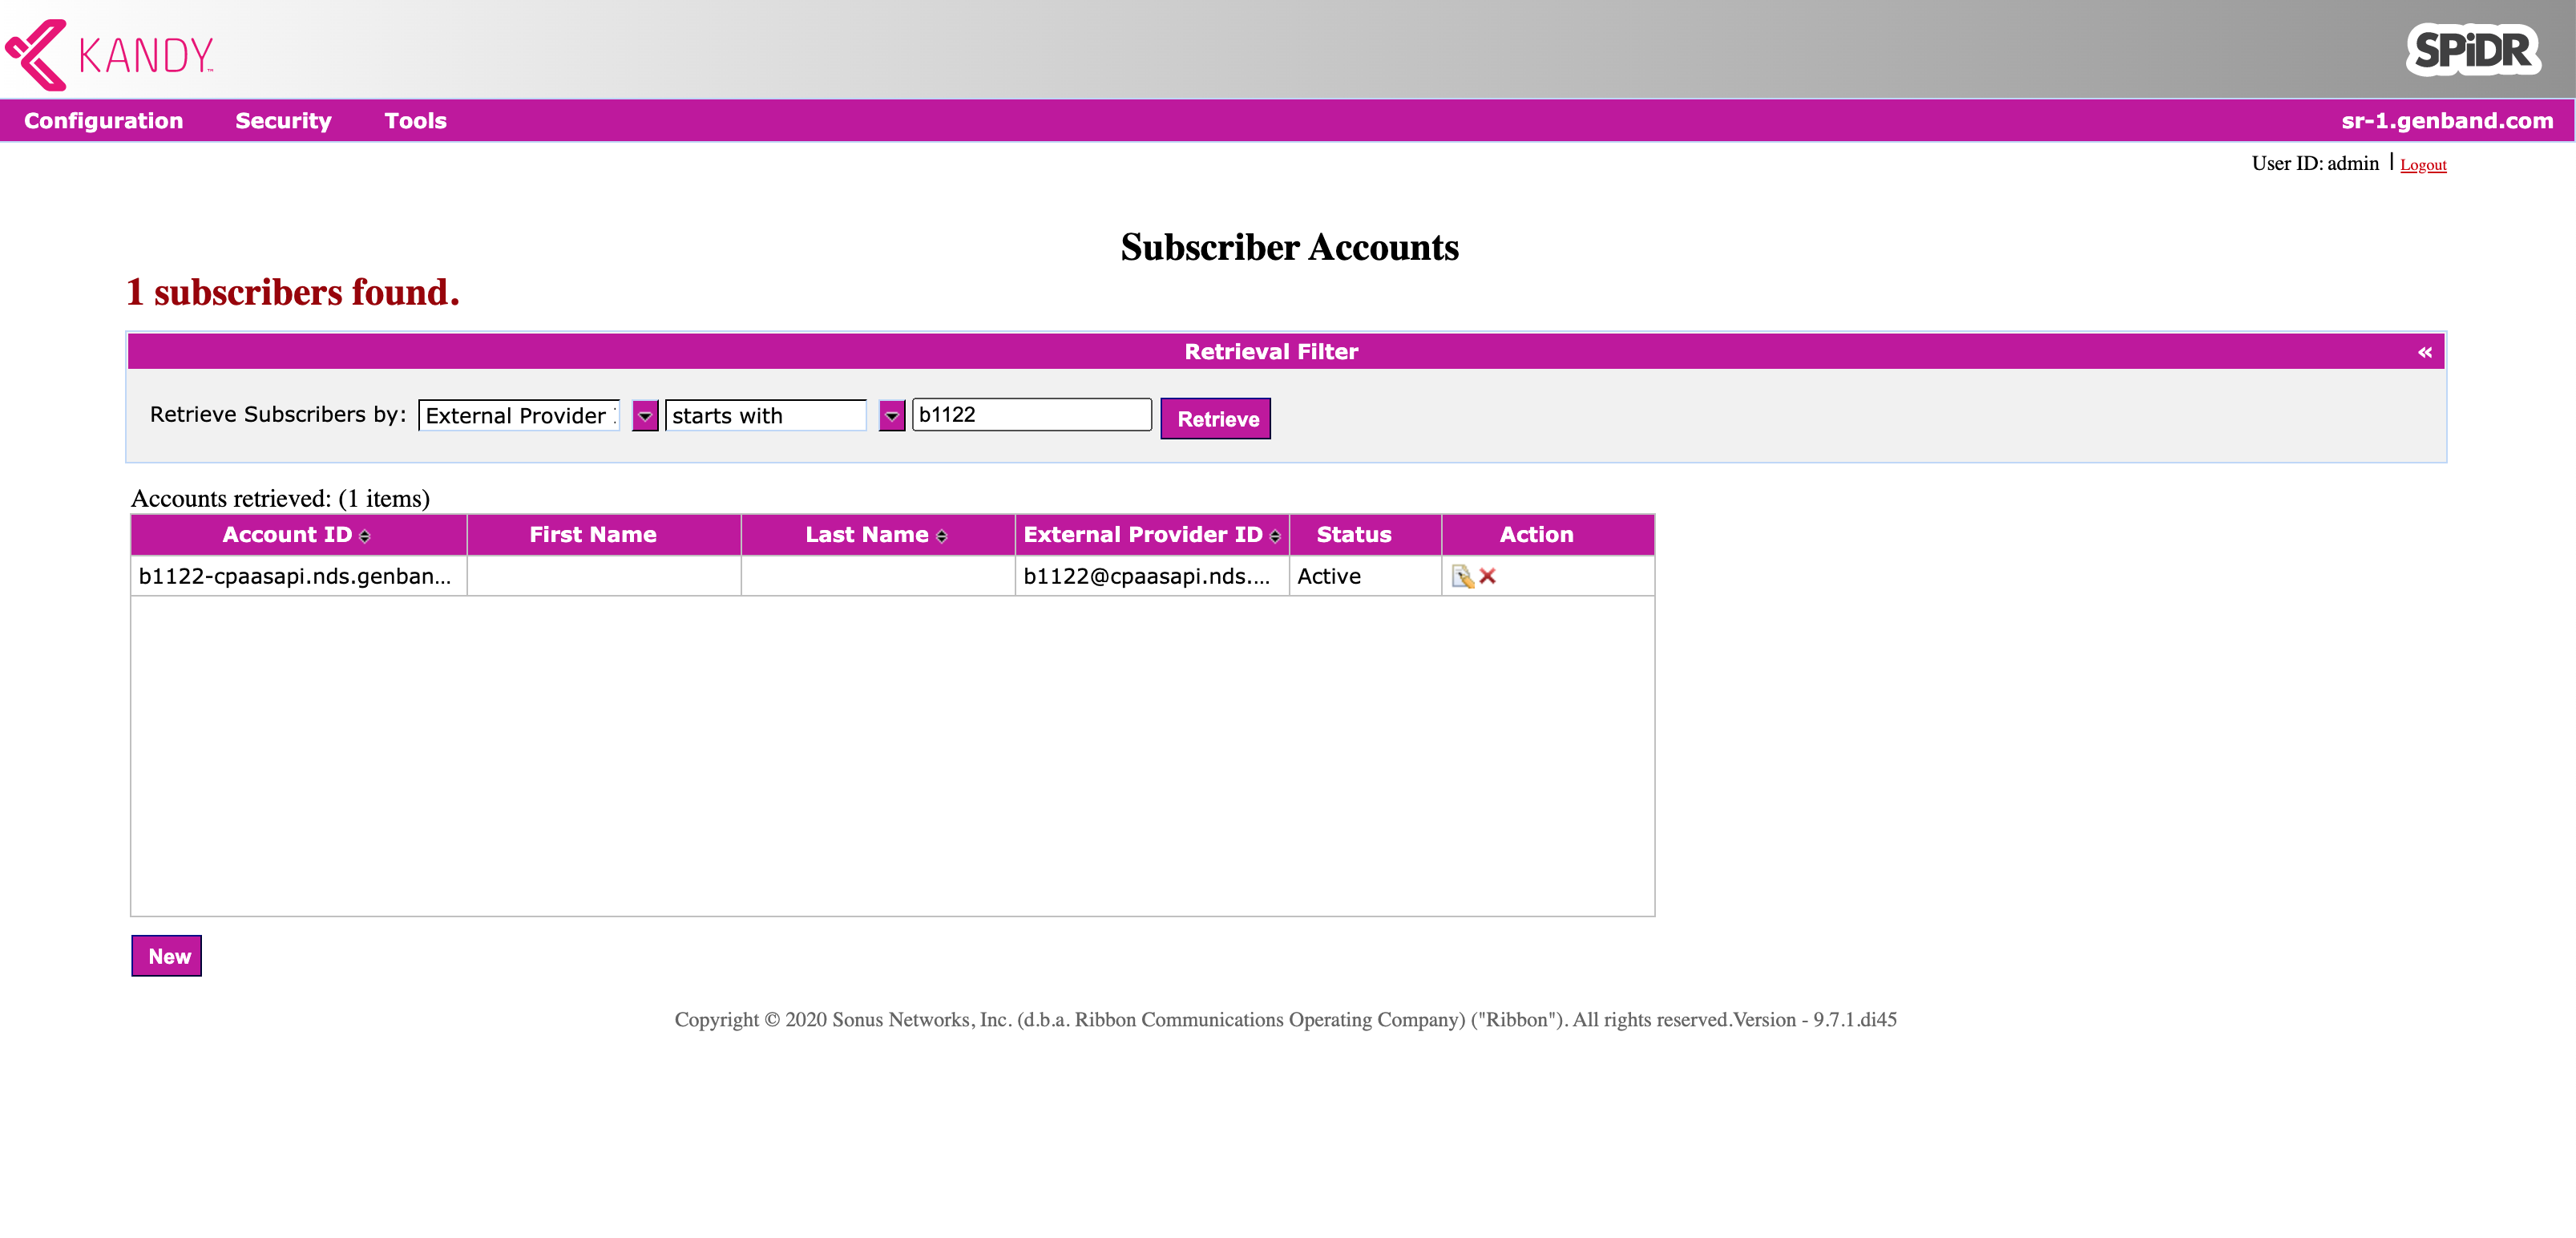 KANDY™
SPiDR
Configuration Security Tools sr-1.genband.com
User ID: admin | Logout
Subscriber Accounts
1 subscribers found.
Retrieval Filter «
Retrieve Subscribers by: External Provider starts with b1122 Retrieve
Accounts retrieved: (1 items)
Account ID First Name Last Name External Provider ID Status Action
b1122-cpaasapi.nds.genban... b1122@cpaasapi.nds.... Active
New
Copyright © 2020 Sonus Networks, Inc. (d.b.a. Ribbon Communications Operating Company) ("Ribbon"). All rights reserved.Version - 9.7.1.di45